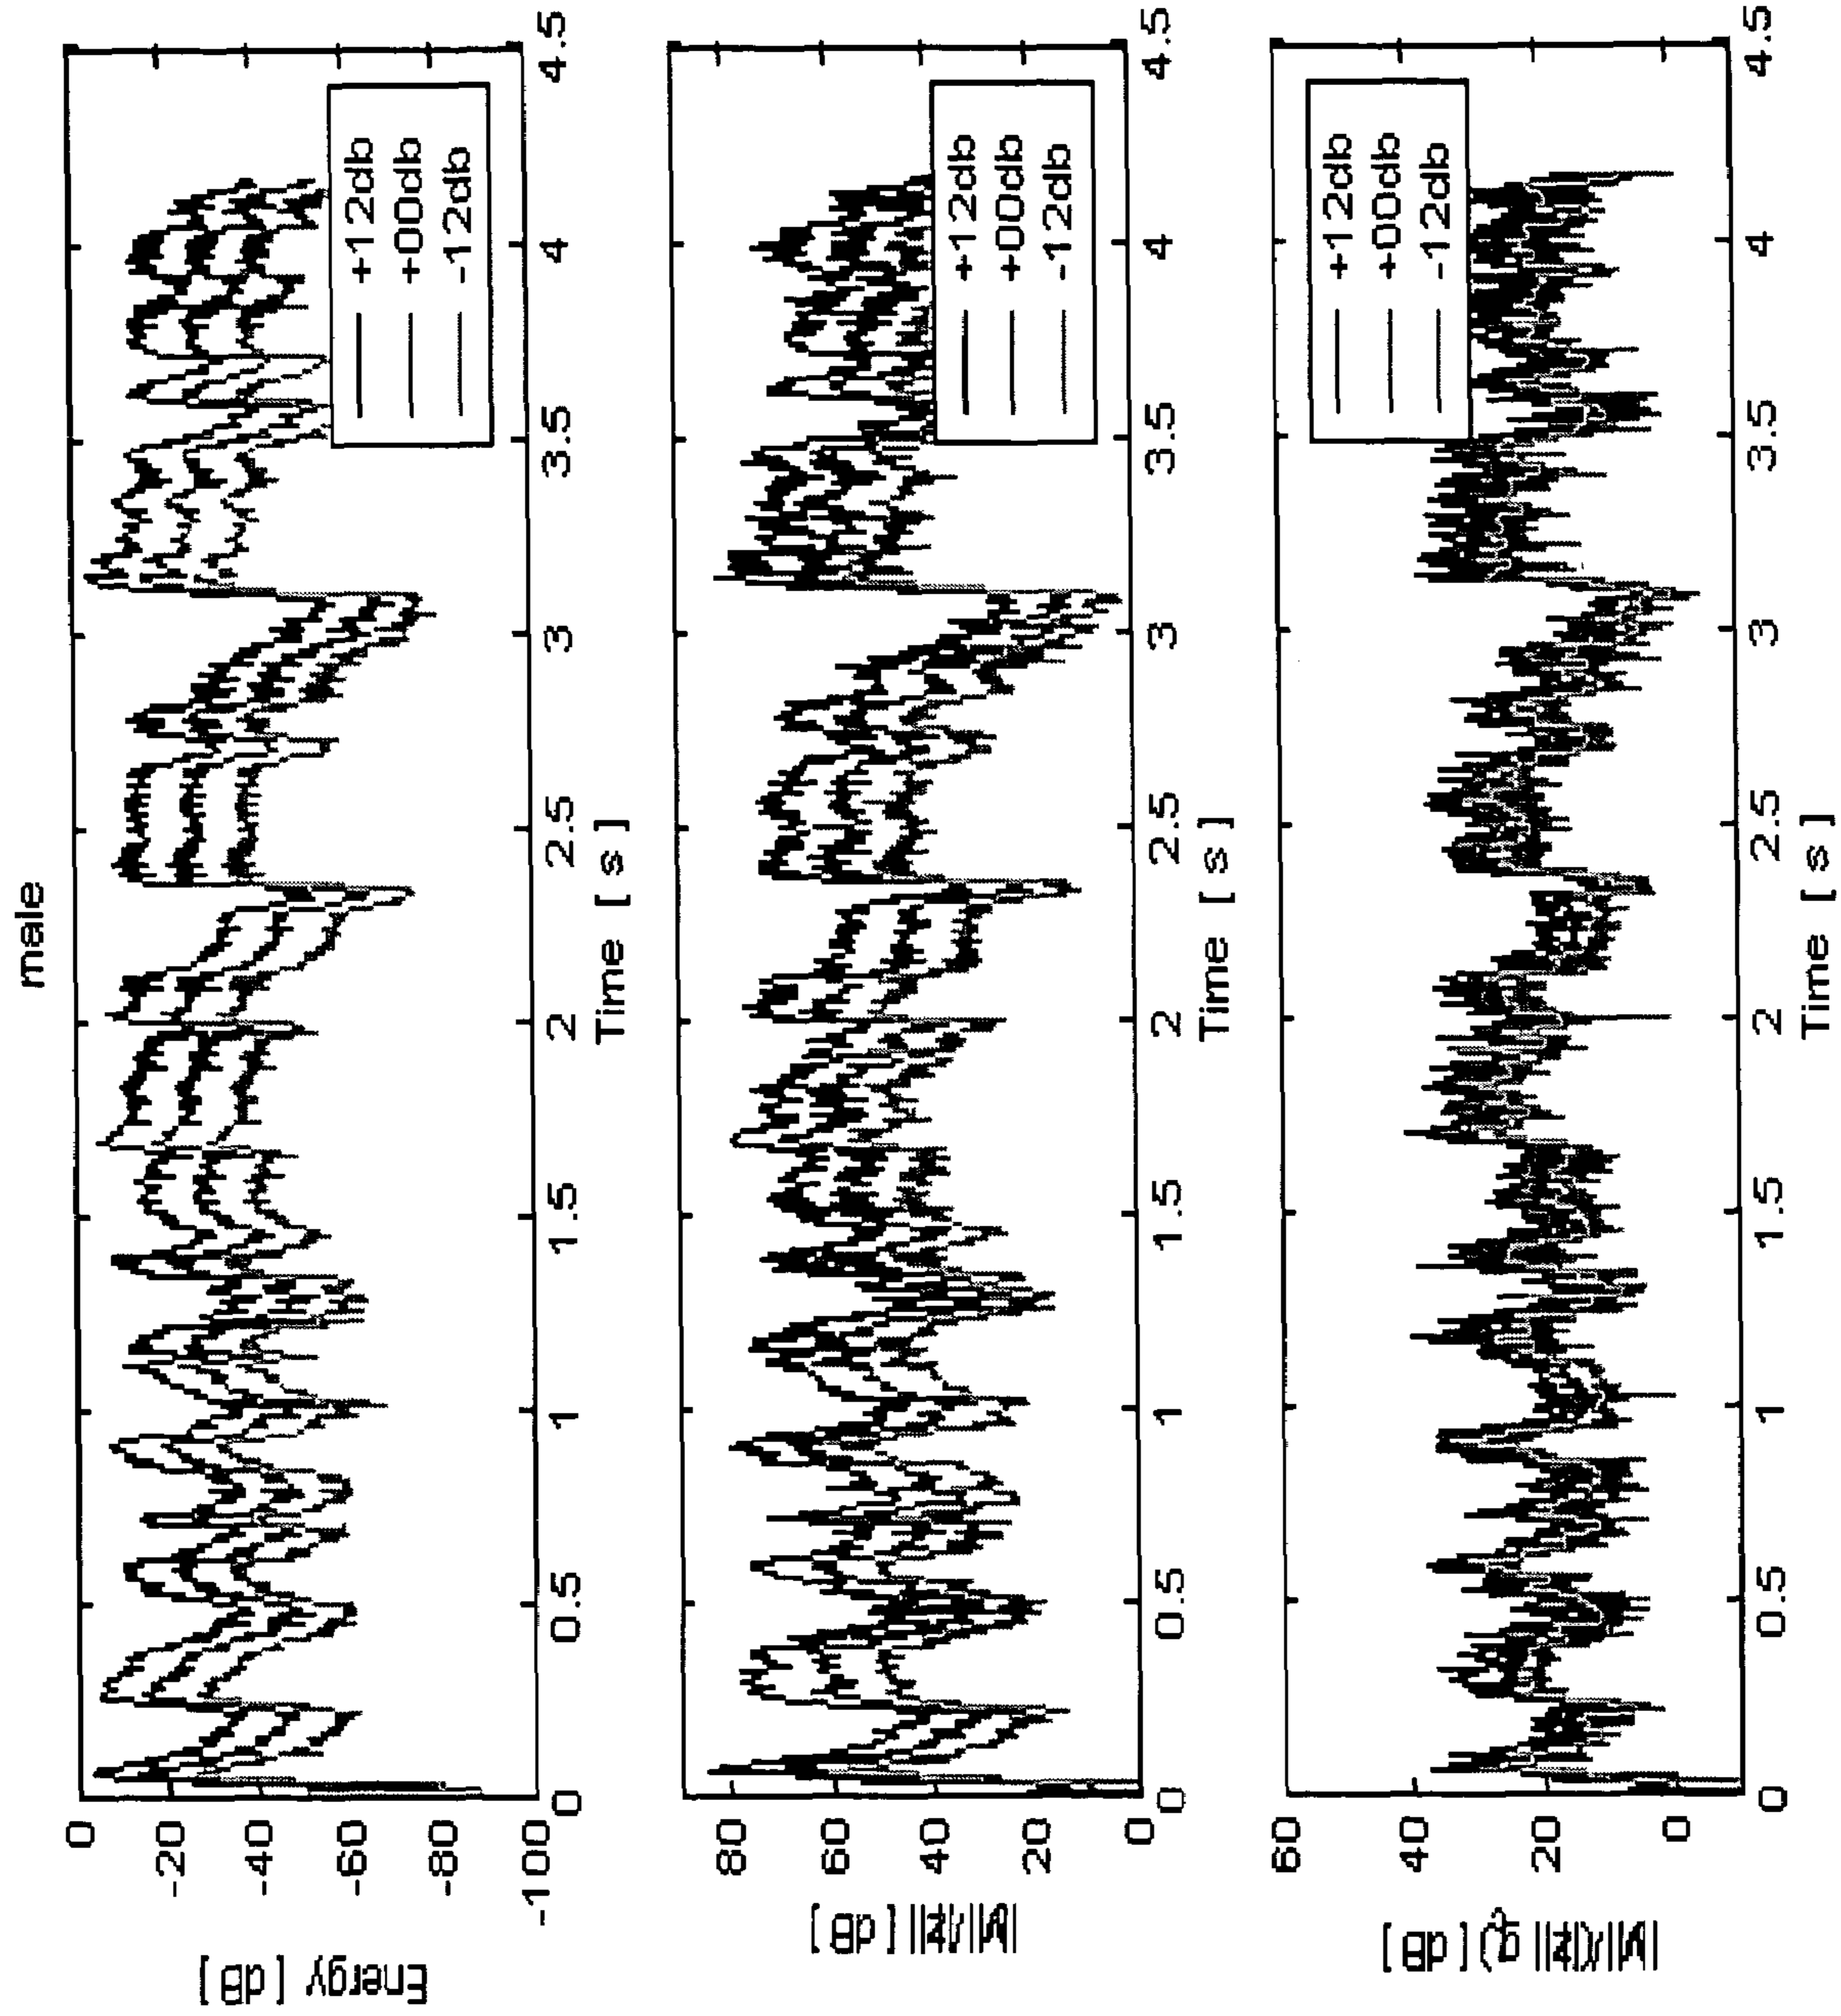 male
0
-20
-40
-60
-80
-100
Energy [ dB]
+12db
+00db
-12db
0 0.5 1 1.5 2 2.5 3 3.5 4 4.5
Time [ s ]
80
60
40
20
0
[ dB]
+12db
+00db
-12db
0 0.5 1 1.5 2 2.5 3 3.5 4 4.5
Time [ s ]
60
40
20
0
[ dB]
+12db
+00db
-12db
0 0.5 1 1.5 2 2.5 3 3.5 4 4.5
Time [ s ]